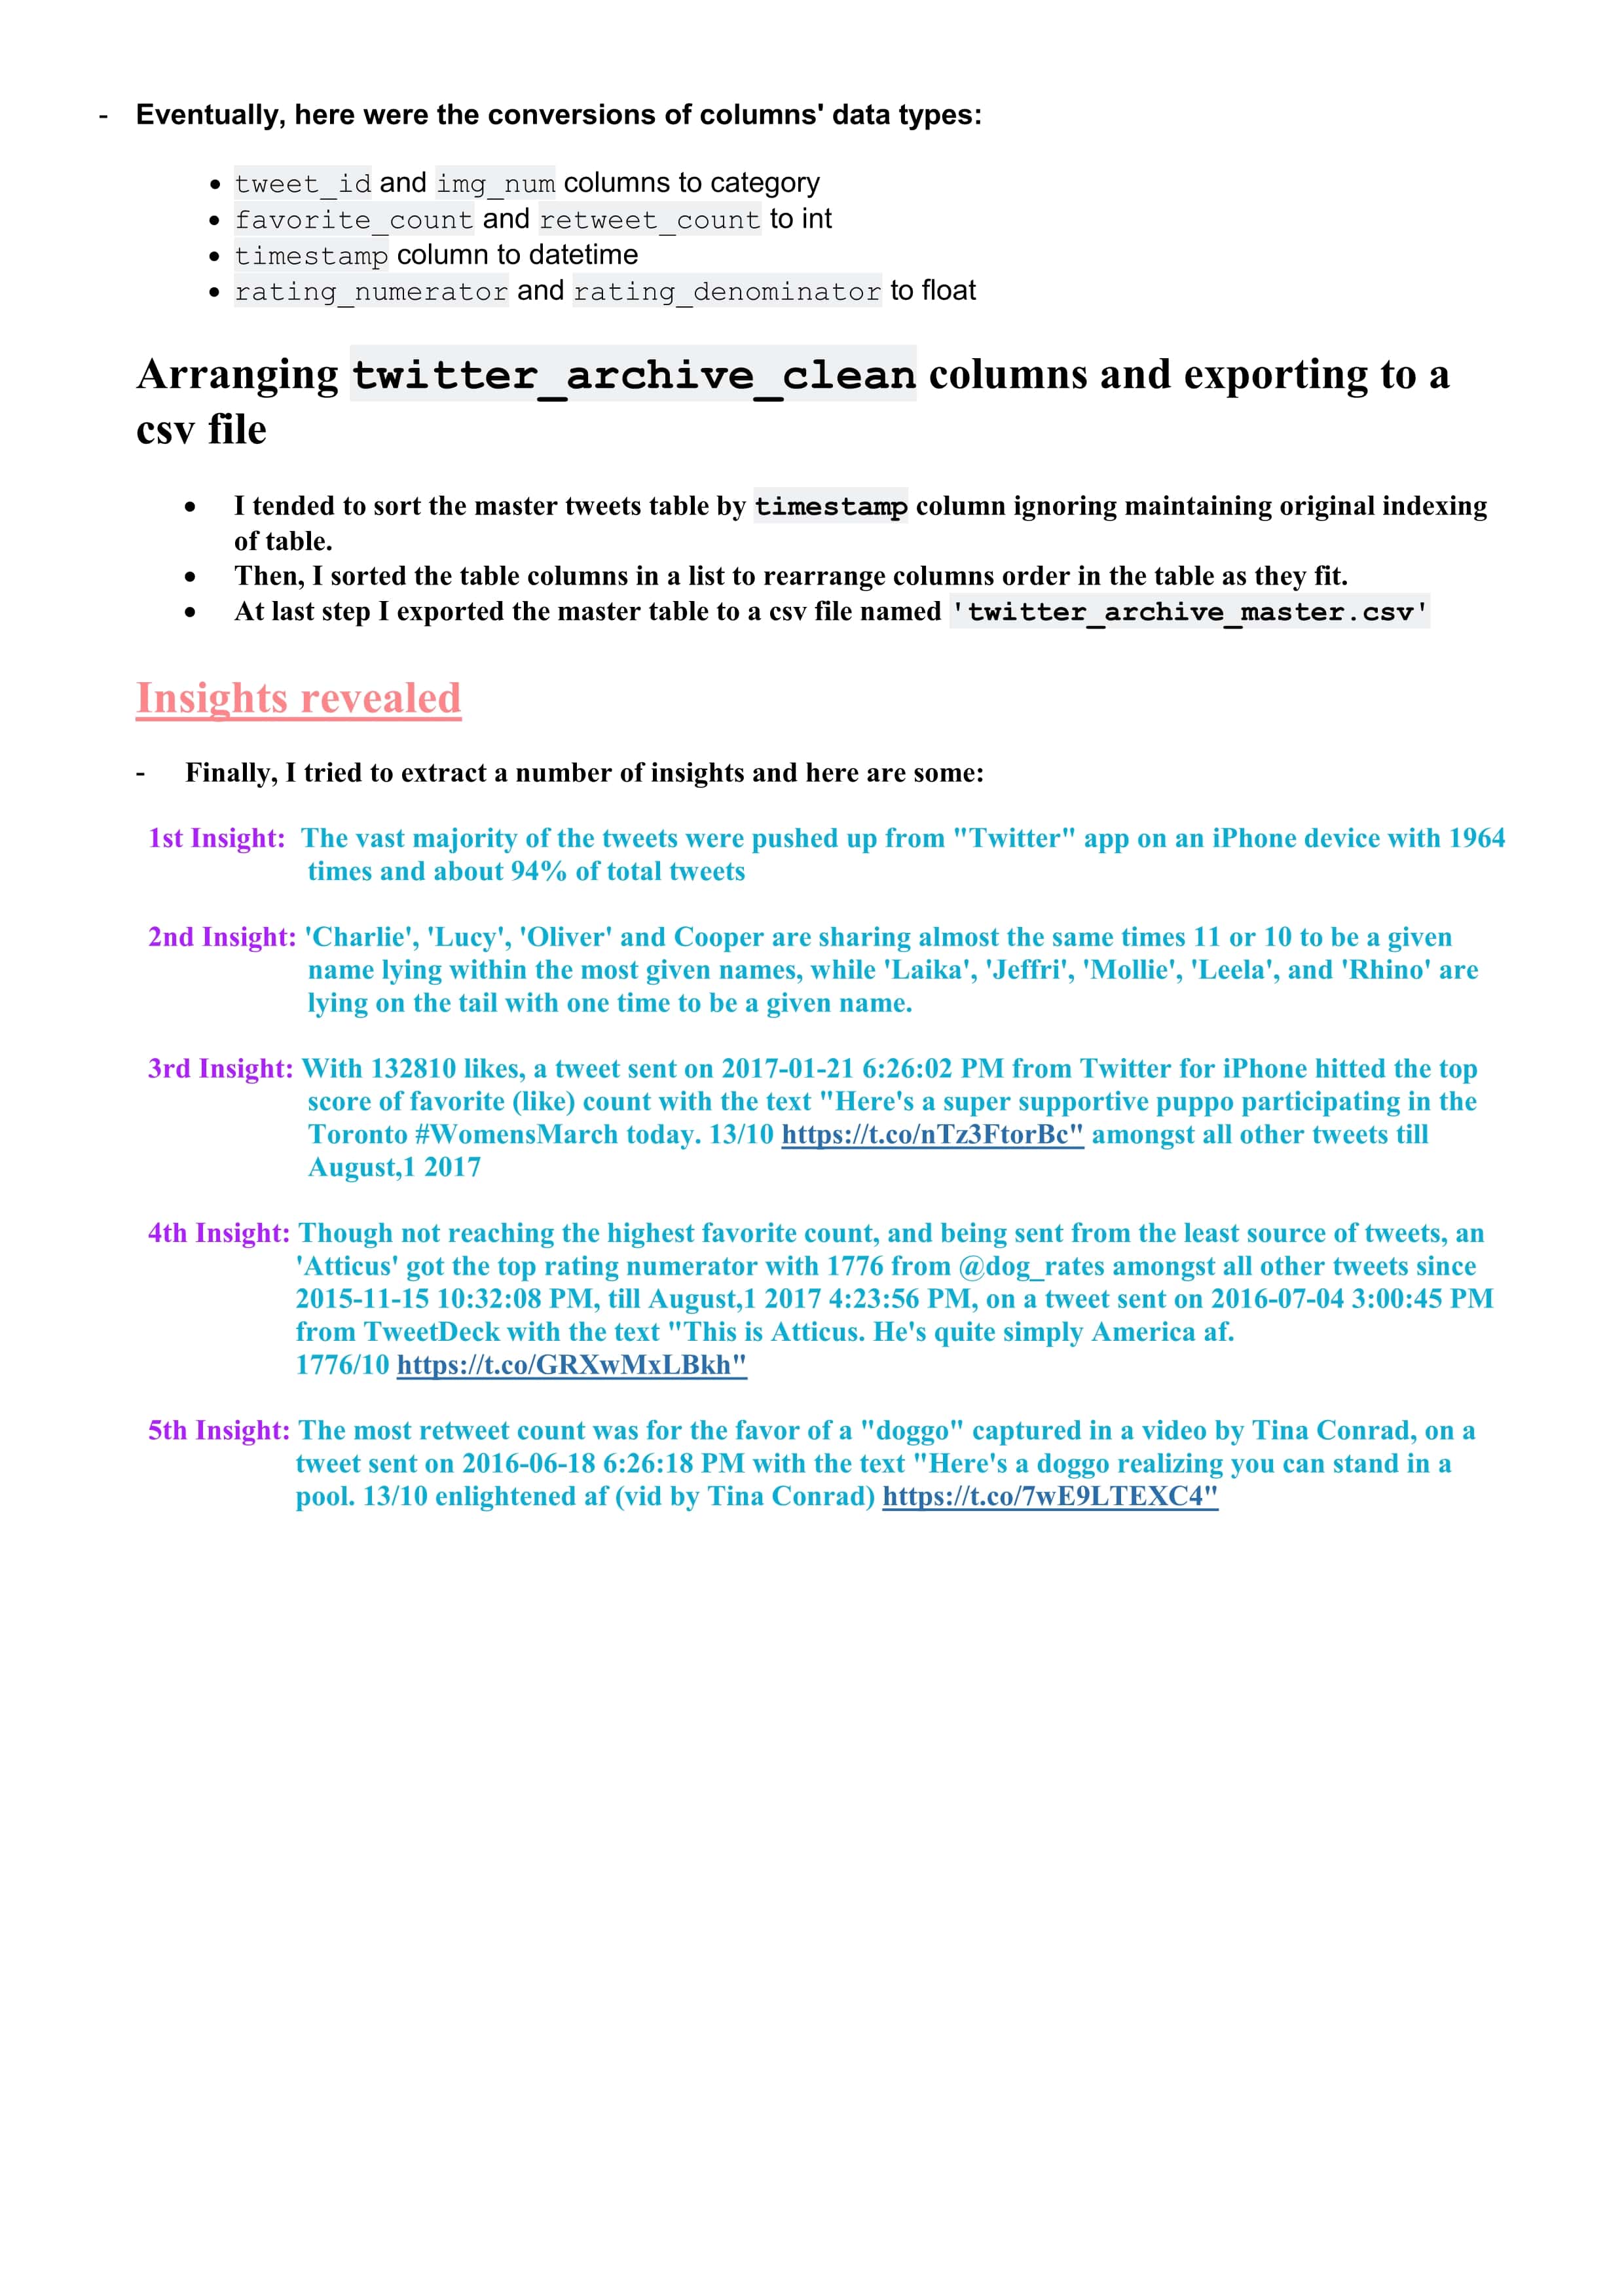 - Eventually, here were the conversions of columns' data types:
• tweet_id and img_num columns to category
• favorite_count and retweet_count to int
• timestamp column to datetime
• rating_numerator and rating_denominator to float
Arranging twitter_archive_clean columns and exporting to a
csv file
• I tended to sort the master tweets table by timestamp column ignoring maintaining original indexing
of table.
• Then, I sorted the table columns in a list to rearrange columns order in the table as they fit.
• At last step I exported the master table to a csv file named 'twitter_archive_master.csv'
Insights revealed
- Finally, I tried to extract a number of insights and here are some:
1st Insight: The vast majority of the tweets were pushed up from "Twitter" app on an iPhone device with 1964
times and about 94% of total tweets
2nd Insight: 'Charlie', 'Lucy', 'Oliver' and Cooper are sharing almost the same times 11 or 10 to be a given
name lying within the most given names, while 'Laika', 'Jeffri', 'Mollie', 'Leela', and 'Rhino' are
lying on the tail with one time to be a given name.
3rd Insight: With 132810 likes, a tweet sent on 2017-01-21 6:26:02 PM from Twitter for iPhone hitted the top
score of favorite (like) count with the text "Here's a super supportive puppo participating in the
Toronto #WomensMarch today. 13/10 https://t.co/nTz3FtorBc" amongst all other tweets till
August,1 2017
4th Insight: Though not reaching the highest favorite count, and being sent from the least source of tweets, an
'Atticus' got the top rating numerator with 1776 from @dog_rates amongst all other tweets since
2015-11-15 10:32:08 PM, till August,1 2017 4:23:56 PM, on a tweet sent on 2016-07-04 3:00:45 PM
from TweetDeck with the text "This is Atticus. He's quite simply America af.
1776/10 https://t.co/GRXwMxLBkh"
5th Insight: The most retweet count was for the favor of a "doggo" captured in a video by Tina Conrad, on a
tweet sent on 2016-06-18 6:26:18 PM with the text "Here's a doggo realizing you can stand in a
pool. 13/10 enlightened af (vid by Tina Conrad) https://t.co/7wE9LTEXC4"